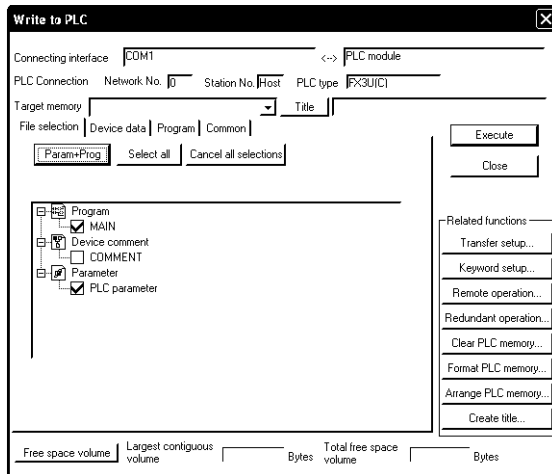 Write to PLC
Connecting interface COM1 <--> PLC module
PLC Connection Network No. 0 Station No. Host PLC type FX3U(C)
Target memory Title
File selection Device data Program Common
Execute
Param+Prog Select all Cancel all selections
Close
Program
MAIN
Device comment
COMMENT
Parameter
PLC parameter
Related functions
Transfer setup...
Keyword setup...
Remote operation...
Redundant operation...
Clear PLC memory...
Format PLC memory...
Arrange PLC memory...
Create title...
Free space volume Largest contiguous volume Bytes Total free space volume Bytes